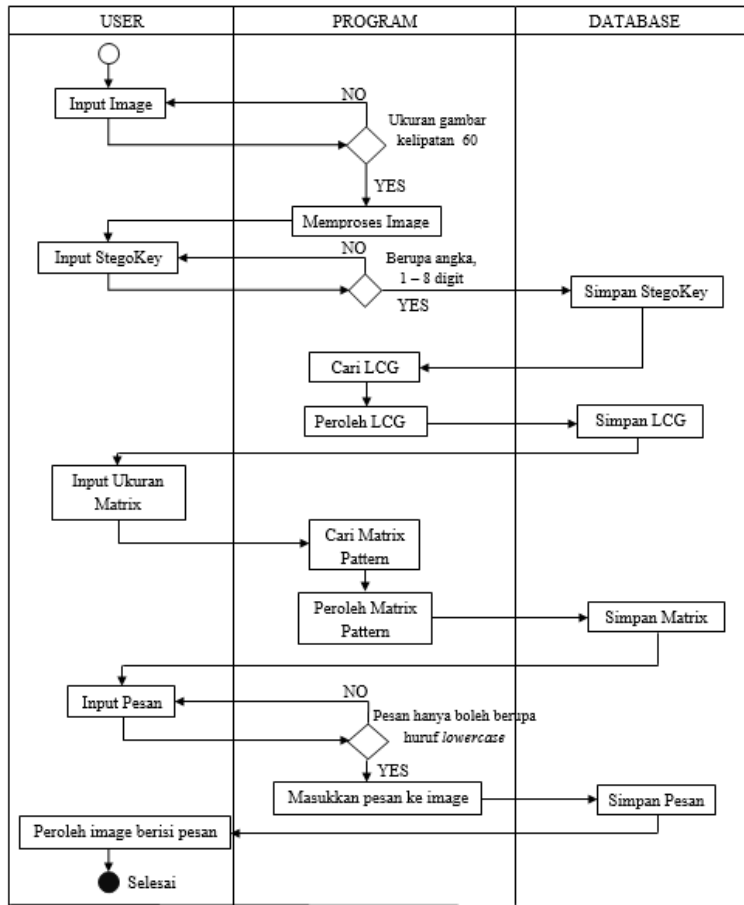 USER PROGRAM DATABASE
NO
Input Image
Ukuran gambar
kelipatan 60
YES
Memproses Image
NO
Input StegoKey
Berupa angka,
1 – 8 digit
YES
Simpan StegoKey
Cari LCG
Peroleh LCG
Simpan LCG
Input Ukuran
Matrix
Cari Matrix
Pattern
Peroleh Matrix
Pattern
Simpan Matrix
NO
Input Pesan
Pesan hanya boleh berupa
huruf lowercase
YES
Masukkan pesan ke image
Simpan Pesan
Peroleh image berisi pesan
Selesai